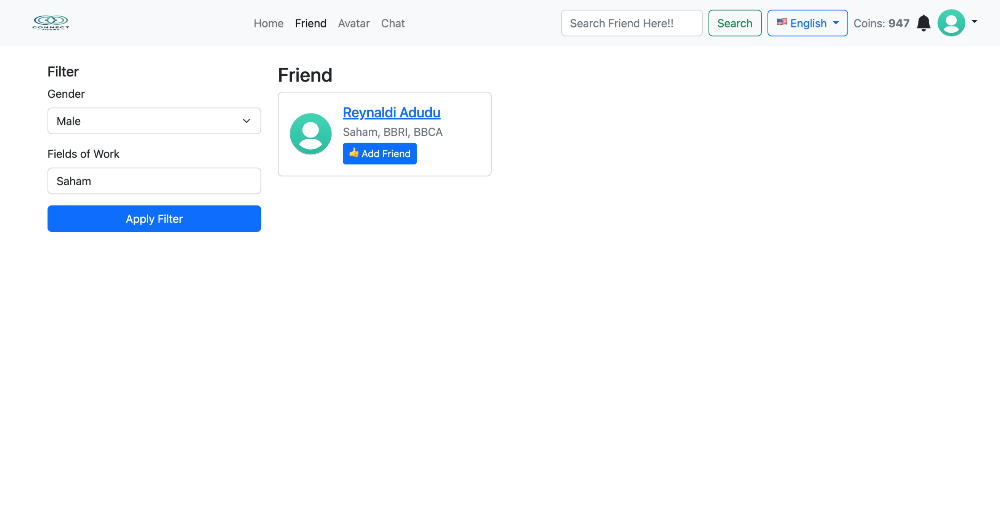 CONNECT
FRIEND
Home Friend Avatar Chat
Search Friend Here!! Search English Coins: 947
Filter
Gender
Male
Fields of Work
Saham
Apply Filter
Friend
Reynaldi Adudu
Saham, BBRI, BBCA
Add Friend